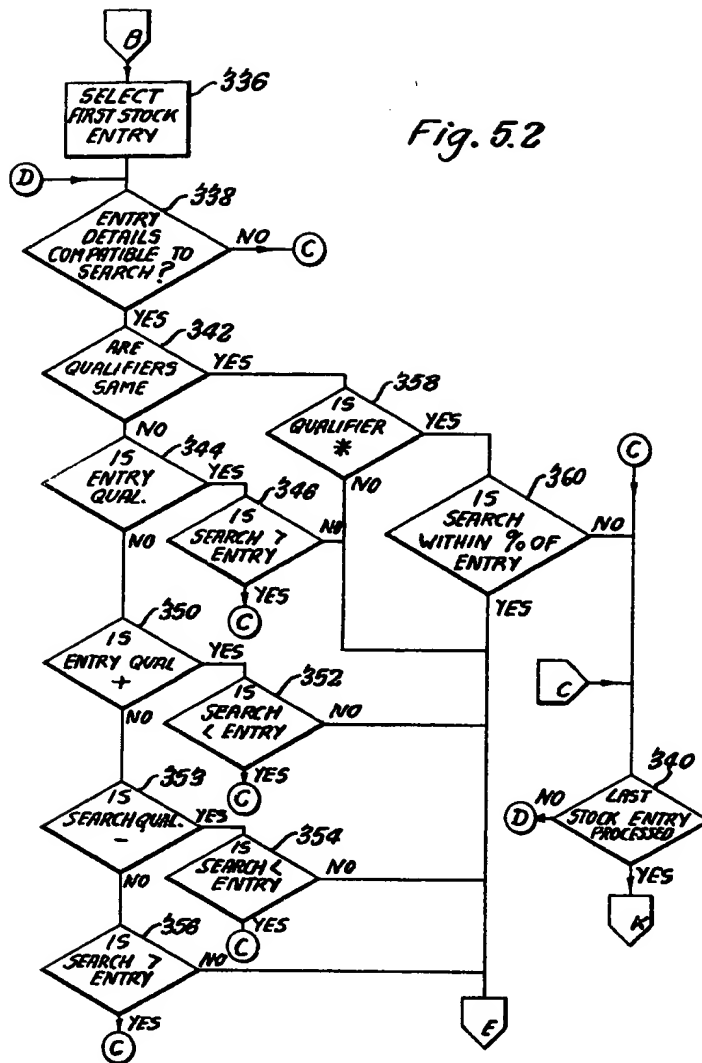 B
336
SELECT
FIRST STOCK
ENTRY
Fig. 5.2
D
338
ENTRY
DETAILS
COMPATIBLE TO
SEARCH?
NO
C
YES
342
ARE
QUALIFIERS
SAME
YES
358
IS
QUALIFIER
*
YES
NO
344
IS
ENTRY
QUAL.
YES
346
IS
SEARCH >
ENTRY
NO
NO
360
IS
SEARCH
WITHIN % OF
ENTRY
NO
C
NO
YES
C
YES
350
IS
ENTRY QUAL
+
YES
352
IS
SEARCH
< ENTRY
NO
C
NO
YES
C
340
LAST
STOCK ENTRY
PROCESSED
NO
D
YES
K
353
IS
SEARCH QUAL.
-
YES
354
IS
SEARCH <
ENTRY
NO
NO
YES
C
356
IS
SEARCH >
ENTRY
NO
E
YES
C